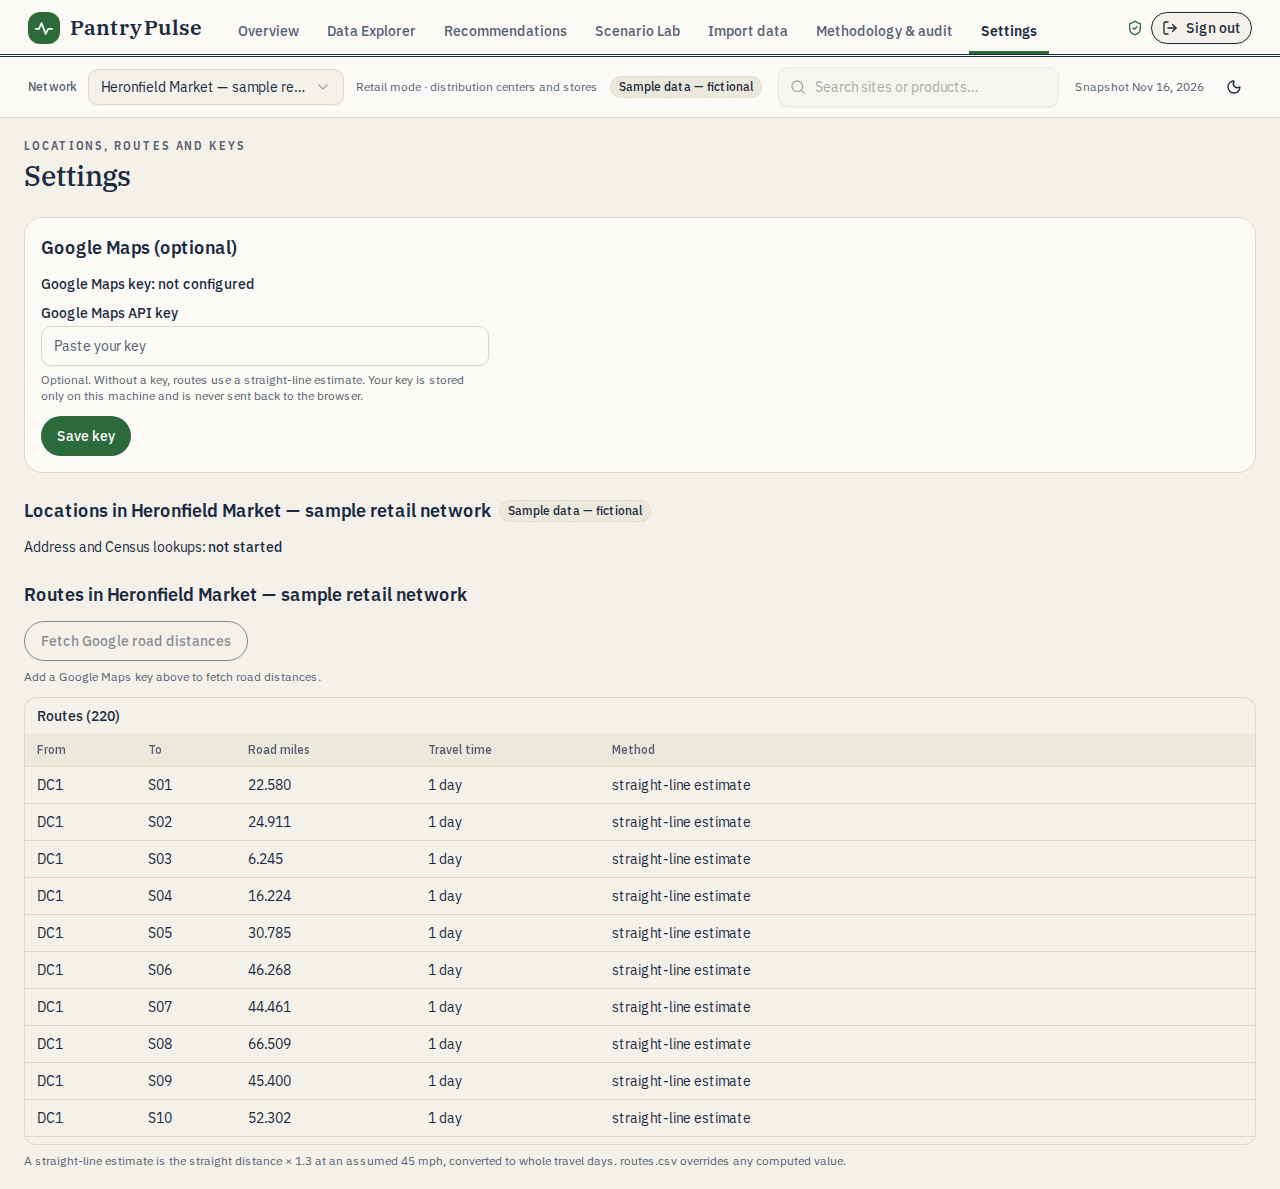 PantryPulse
Overview
Data Explorer
Recommendations
Scenario Lab
Import data
Methodology & audit
Settings
Sign out
Network
Heronfield Market — sample re...
Retail mode · distribution centers and stores
Sample data — fictional
Search sites or products...
Snapshot Nov 16, 2026
LOCATIONS, ROUTES AND KEYS
Settings
Google Maps (optional)
Google Maps key: not configured
Google Maps API key
Paste your key
Optional. Without a key, routes use a straight-line estimate. Your key is stored
only on this machine and is never sent back to the browser.
Save key
Locations in Heronfield Market — sample retail network
Sample data — fictional
Address and Census lookups: not started
Routes in Heronfield Market — sample retail network
Fetch Google road distances
Add a Google Maps key above to fetch road distances.
Routes (220)
From To Road miles Travel time Method
DC1 S01 22.580 1 day straight-line estimate
DC1 S02 24.911 1 day straight-line estimate
DC1 S03 6.245 1 day straight-line estimate
DC1 S04 16.224 1 day straight-line estimate
DC1 S05 30.785 1 day straight-line estimate
DC1 S06 46.268 1 day straight-line estimate
DC1 S07 44.461 1 day straight-line estimate
DC1 S08 66.509 1 day straight-line estimate
DC1 S09 45.400 1 day straight-line estimate
DC1 S10 52.302 1 day straight-line estimate
A straight-line estimate is the straight distance × 1.3 at an assumed 45 mph, converted to whole travel days. routes.csv overrides any computed value.